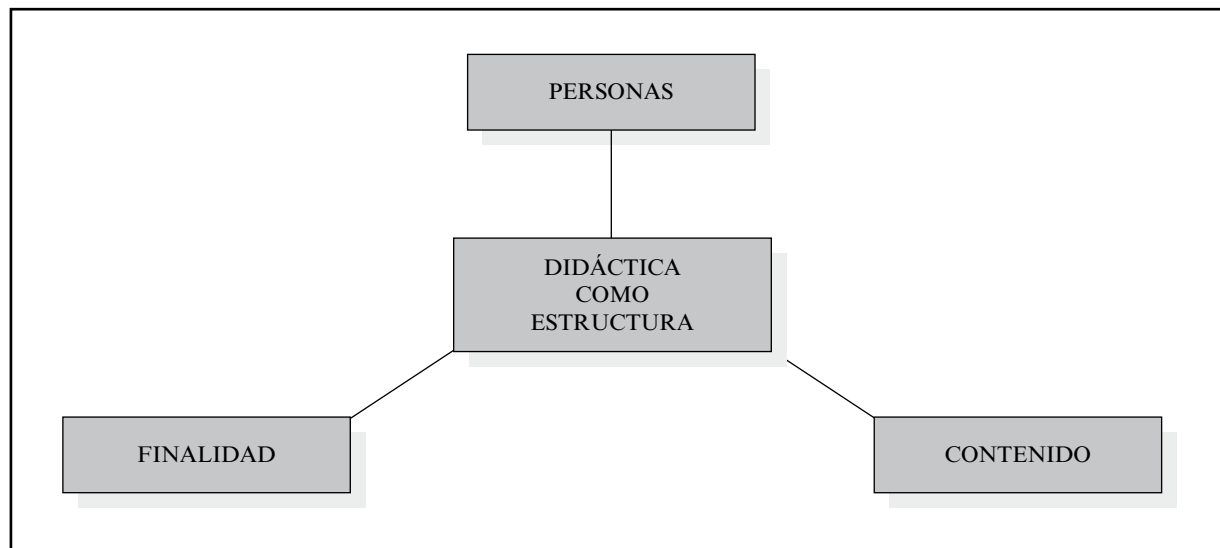 PERSONAS
DIDÁCTICA
COMO
ESTRUCTURA
FINALIDAD
CONTENIDO